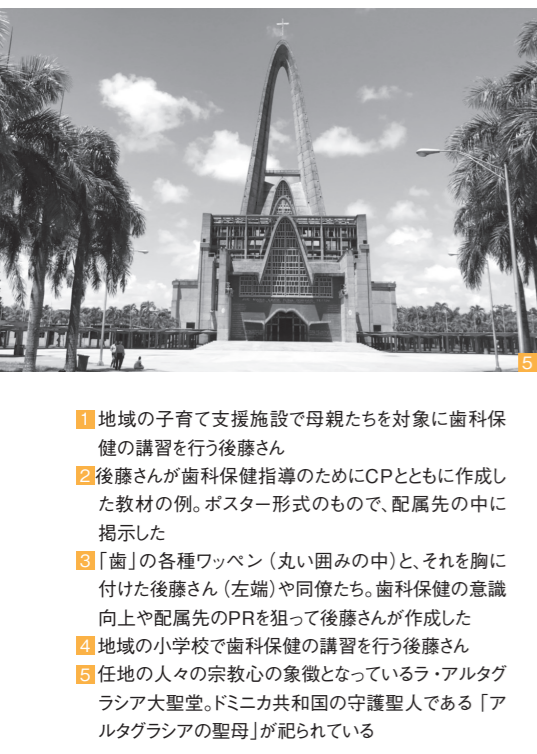 5
1 地域の子育て支援施設で母親たちを対象に歯科保
健の講習を行う後藤さん
2 後藤さんが歯科保健指導のためにCPとともに作成し
た教材の例。ポスター形式のもので、配属先の中に
掲示した
3 「歯」の各種ワッペン（丸い囲みの中）と、それを胸に
付けた後藤さん（左端）や同僚たち。歯科保健の意識
向上や配属先のPRを狙って後藤さんが作成した
4 地域の小学校で歯科保健の講習を行う後藤さん
5 任地の人々の宗教心の象徴となっているラ・アルタグ
ラシア大聖堂。ドミニカ共和国の守護聖人である「ア
ルタグラシアの聖母」が祀られている